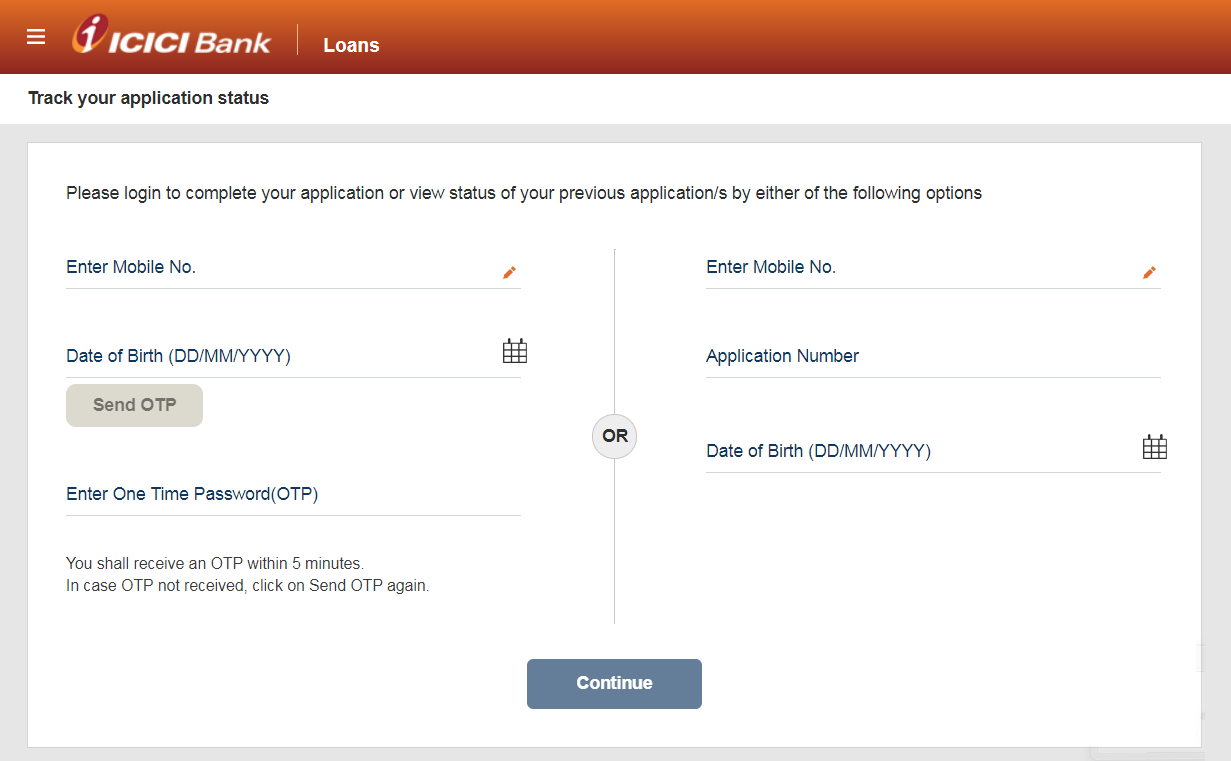 ICICI Bank
Loans
Track your application status
Please login to complete your application or view status of your previous application/s by either of the following options
Enter Mobile No.
Date of Birth (DD/MM/YYYY)
Send OTP
Enter One Time Password(OTP)
You shall receive an OTP within 5 minutes.
In case OTP not received, click on Send OTP again.
OR
Enter Mobile No.
Application Number
Date of Birth (DD/MM/YYYY)
Continue